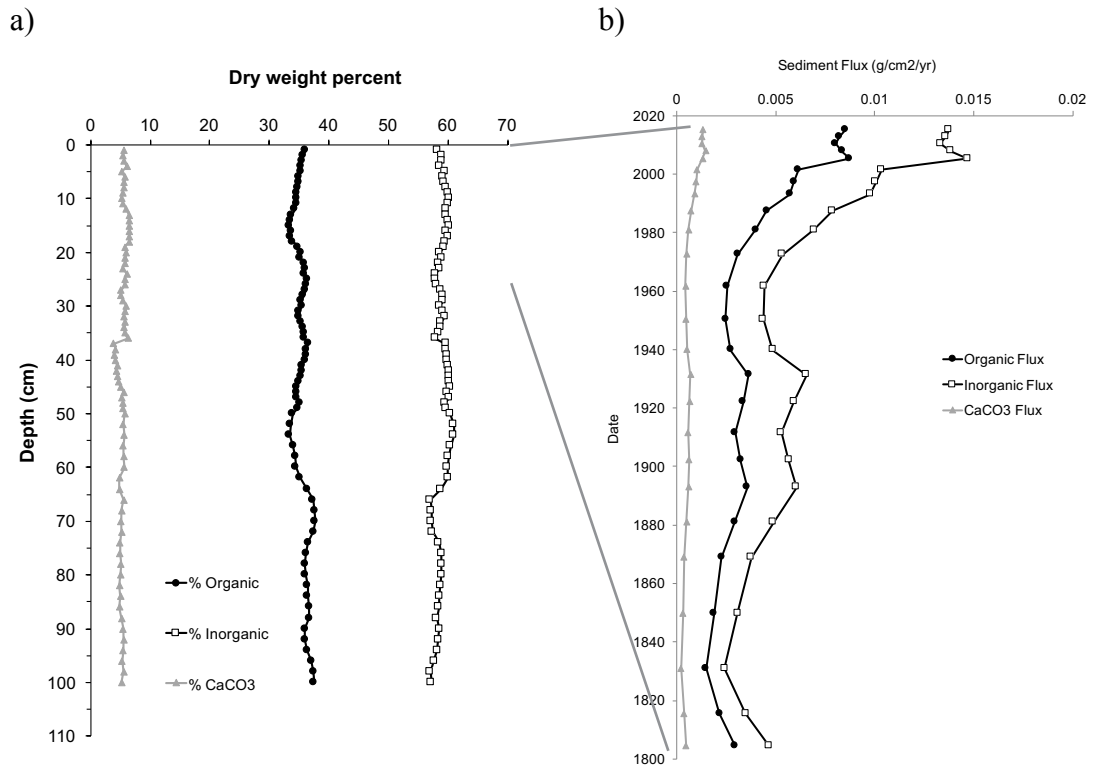 a)
b)
Dry weight percent
0 10 20 30 40 50 60 70
0
10
20
30
40
50
60
70
80
90
100
110
Depth (cm)
% Organic
% Inorganic
% CaCO3
Sediment Flux (g/cm2/yr)
0 0.005 0.01 0.015 0.02
2020
2000
1980
1960
1940
1920
1900
1880
1860
1840
1820
1800
Date
Organic Flux
Inorganic Flux
CaCO3 Flux